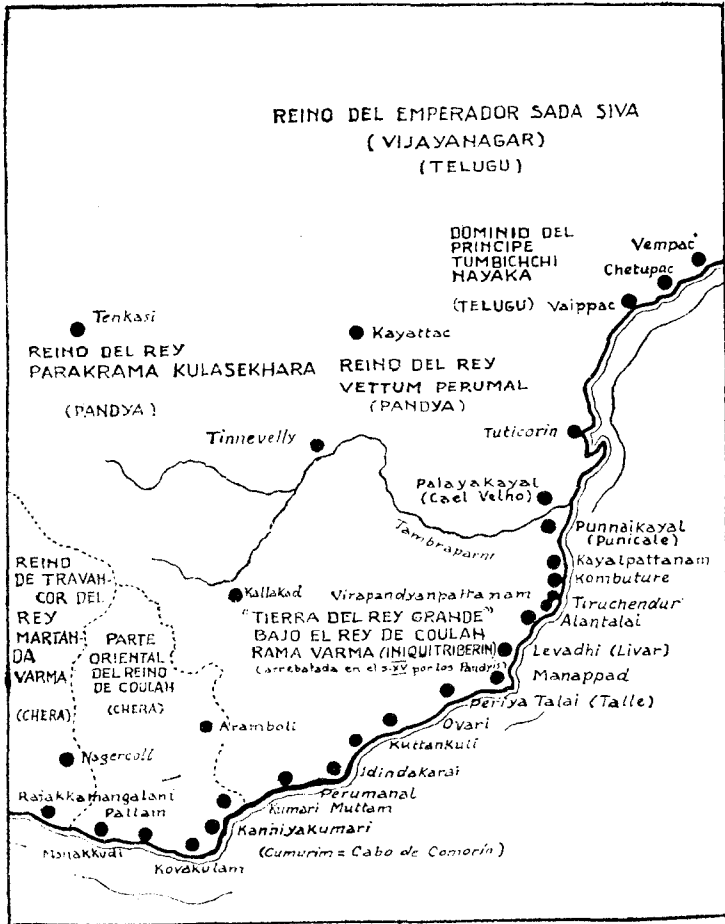 REINO DEL EMPERADOR SADA SIVA
(VIJAYANAGAR)
(TELUGU)
DOMINIO DEL
PRINCIPE
TUMBICHCHI
NAYAKA
(TELUGU)
Vempac
Chetupac
Vaippac
Tenkasi
REINO DEL REY
PARAKRAMA KULASEKHARA
(PANDYA)
Kayattac
REINO DEL REY
VETTUM PERUMAL
(PANDYA)
Tinnevelly
Tuticorin
Palayakayal
(Cael Velho)
Tambraparni
Punnaikayal
(Punicale)
Kayalpattanam
Kombuture
Kallakad
Virapandyanpattanam
Tiruchendur
Alantalai
"TIERRA DEL REY GRANDE"
BAJO EL REY DE COULAH
RAMA VARMA (INIQUITRIBERIN)
(arrebatada en el s.XV por los Pandris)
REINO
DE TRAVAH-
COR DEL
REY
MARTAH-
DA
VARMA
(CHERA)
PARTE
ORIENTAL
DEL REINO
DE COULAH
(CHERA)
Levadhi (Livar)
Manappad
Periya Talai (Talle)
Ovari
Kuttankuli
Idindakarai
Perumanal
Kumari Muttam
Aramboli
Nagercoll
Rajakkamangalani
Pallam
Manakkudi
Kovakulam
Kanniyakumari
(Cumurim = Cabo de Comorín)